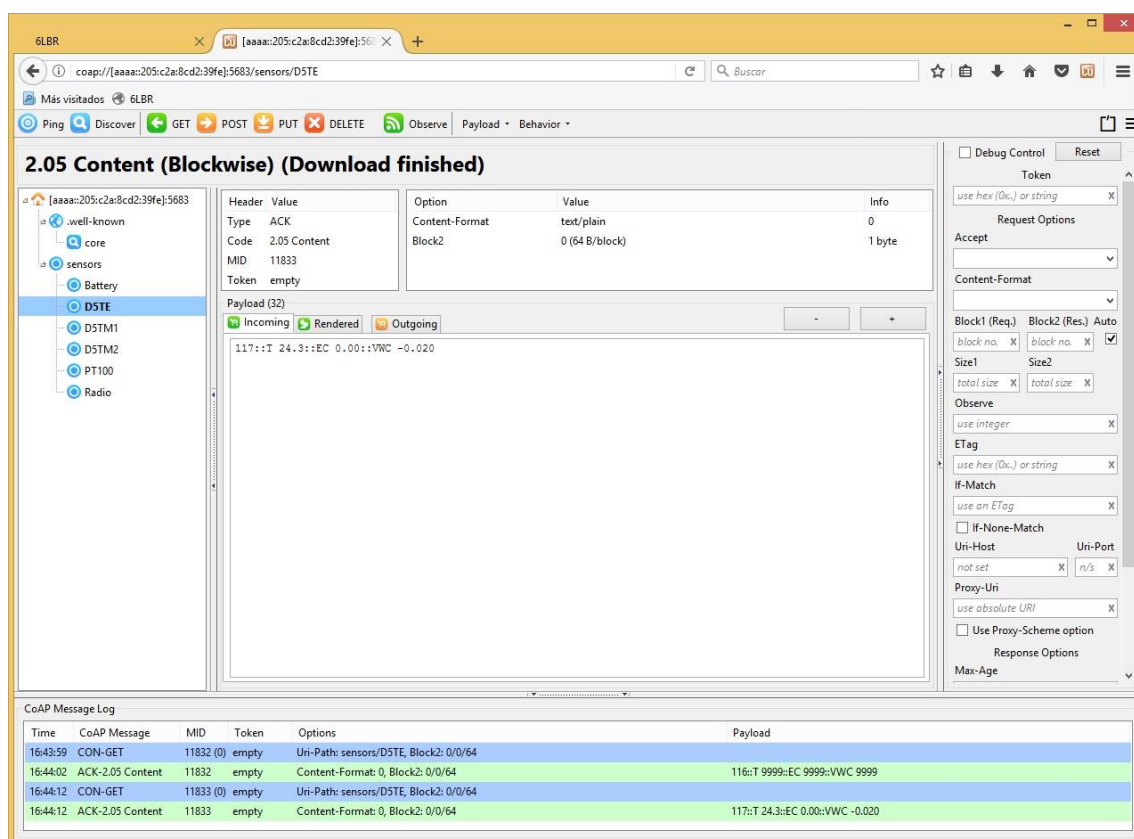 6LBR
[aaaa::205:c2a:8cd2:39fe]:56
coap://[aaaa::205:c2a:8cd2:39fe]:5683/sensors/D5TE
Buscar
Más visitados 6LBR
Ping Discover GET POST PUT DELETE Observe Payload Behavior
2.05 Content (Blockwise) (Download finished)
[aaaa::205:c2a:8cd2:39fe]:5683
.well-known
core
sensors
Battery
D5TE
D5TM1
D5TM2
PT100
Radio
Header Value
Type ACK
Code 2.05 Content
MID 11833
Token empty
Option Value Info
Content-Format text/plain 0
Block2 0 (64 B/block) 1 byte
Payload (32)
Incoming Rendered Outgoing - +
117::T 24.3::EC 0.00::VWC -0.020
Debug Control Reset
Token
use hex (0x..) or string x
Request Options
Accept
Content-Format
Block1 (Req.) Block2 (Res.) Auto
block no. x block no. x
Size1 Size2
total size x total size x
Observe
use integer x
ETag
use hex (0x..) or string x
If-Match
use an ETag x
If-None-Match
Uri-Host Uri-Port
not set x n/s x
Proxy-Uri
use absolute URI x
Use Proxy-Scheme option
Response Options
Max-Age
CoAP Message Log
Time CoAP Message MID Token Options Payload
16:43:59 CON-GET 11832 (0) empty Uri-Path: sensors/D5TE, Block2: 0/0/64
16:44:02 ACK-2.05 Content 11832 empty Content-Format: 0, Block2: 0/0/64 116::T 9999::EC 9999::VWC 9999
16:44:12 CON-GET 11833 (0) empty Uri-Path: sensors/D5TE, Block2: 0/0/64
16:44:12 ACK-2.05 Content 11833 empty Content-Format: 0, Block2: 0/0/64 117::T 24.3::EC 0.00::VWC -0.020